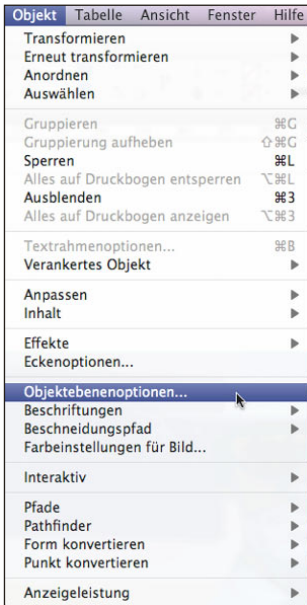 Objekt Tabelle Ansicht Fenster Hilfe
Transformieren
Erneut transformieren
Anordnen
Auswählen
Gruppieren ⌘G
Gruppierung aufheben ⇧⌘G
Sperren ⌘L
Alles auf Druckbogen entsperren ⌥⌘L
Ausblenden ⌘3
Alles auf Druckbogen anzeigen ⌥⌘3
Textrahmenoptionen... ⌘B
Verankertes Objekt
Anpassen
Inhalt
Effekte
Eckenoptionen...
Objektebenenoptionen...
Beschriftungen
Beschneidungspfad
Farbeinstellungen für Bild...
Interaktiv
Pfade
Pathfinder
Form konvertieren
Punkt konvertieren
Anzeigeleistung